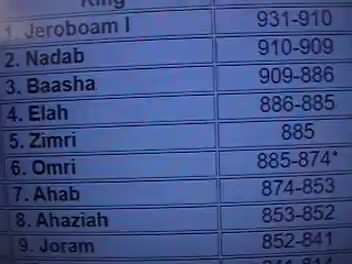 King
1. Jeroboam I 931-910
2. Nadab 910-909
3. Baasha 909-886
4. Elah 886-885
5. Zimri 885
6. Omri 885-874*
7. Ahab 874-853
8. Ahaziah 853-852
9. Joram 852-841